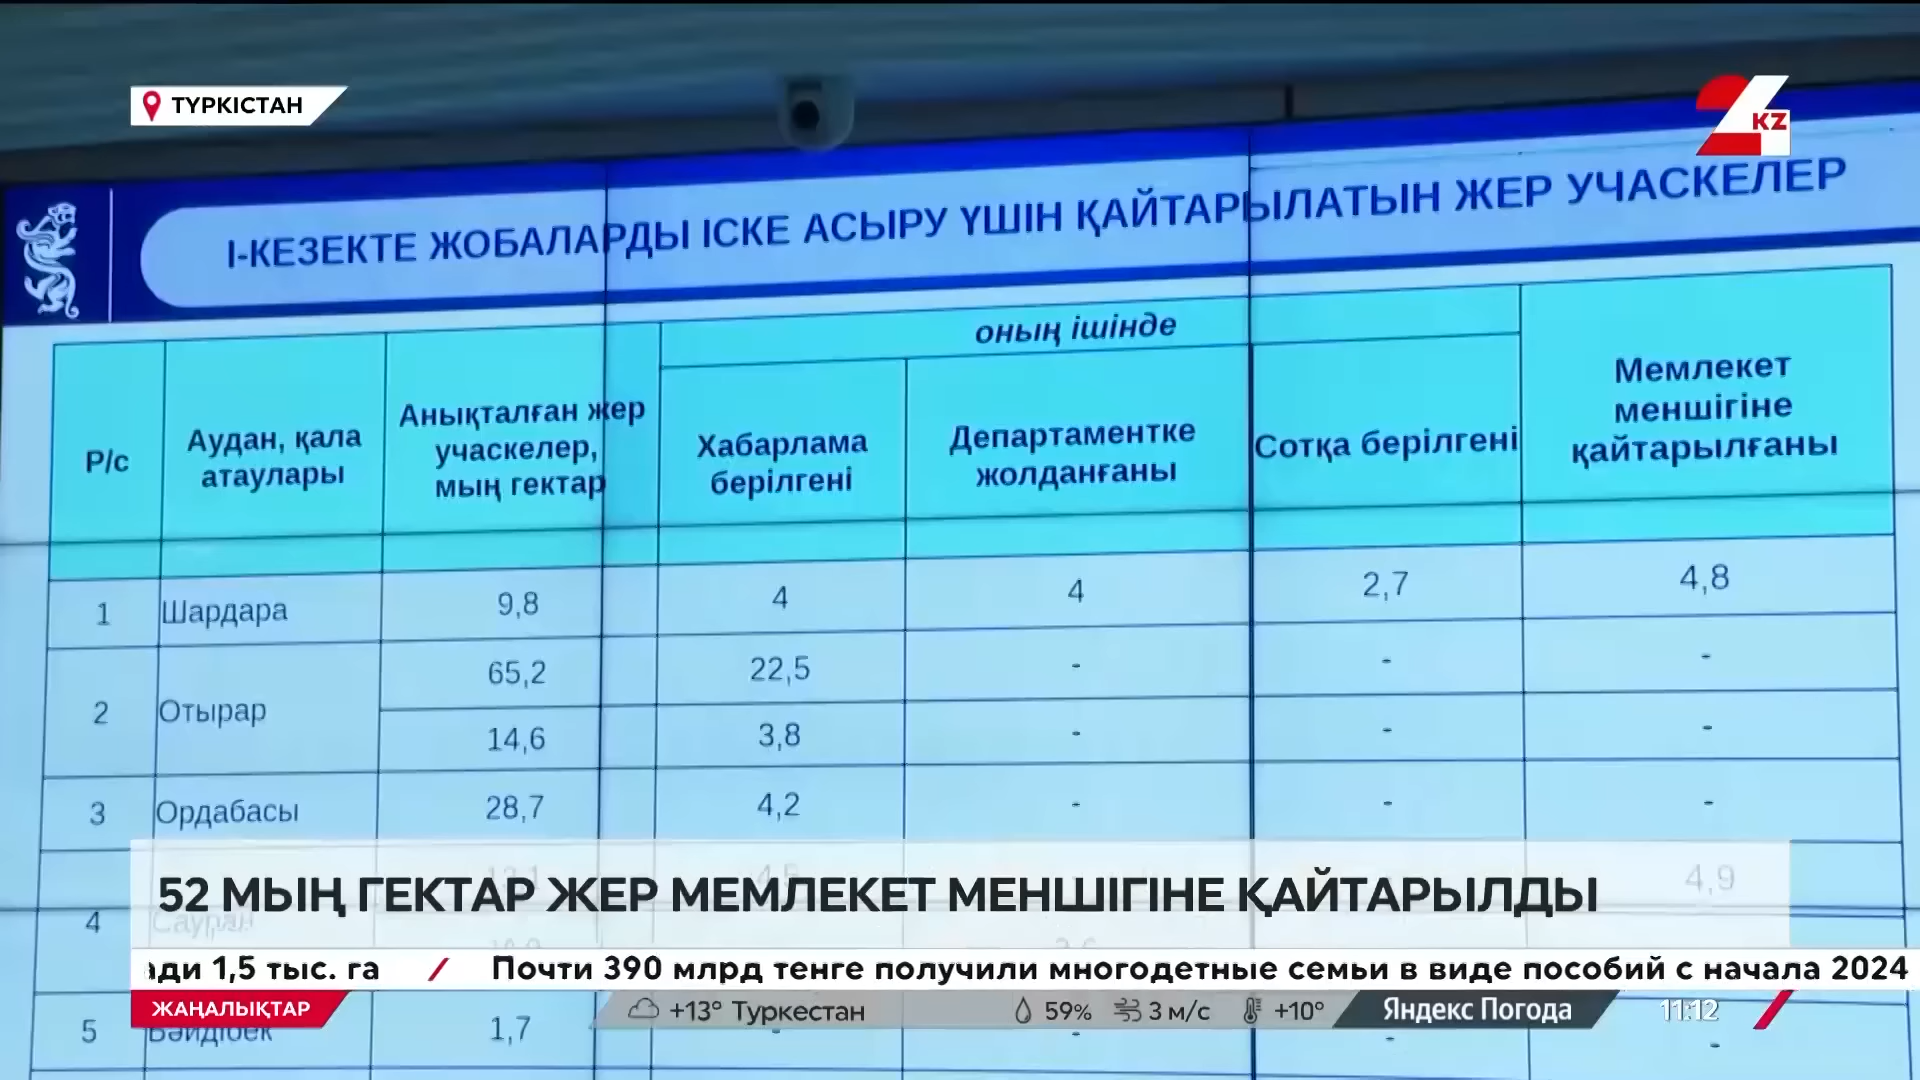 ТҮРКІСТАН
KZ
І-КЕЗЕКТЕ ЖОБАЛАРДЫ ІСКЕ АСЫРУ ҮШІН ҚАЙТАРЫЛАТЫН ЖЕР УЧАСКЕЛЕР
Р/с
Аудан, қала
атаулары
Анықталған жер
учаскелер,
мың гектар
оның ішінде
Хабарлама
берілгені
Департаментке
жолданғаны
Сотқа берілгені
Мемлекет
меншігіне
қайтарылғаны
1 Шардара 9,8 4 4 2,7 4,8
2 Отырар 65,2 22,5 - - -
14,6 3,8 - - -
3 Ордабасы 28,7 4,2 - - -
4 Сауран 4,9
52 МЫҢ ГЕКТАР ЖЕР МЕМЛЕКЕТ МЕНШІГІНЕ ҚАЙТАРЫЛДЫ
1,5 тыс. га / Почти 390 млрд тенге получили многодетные семьи в виде пособий с начала 2024
5 Бәйдібек 1,7 - - - -
ЖАҢАЛЫҚТАР +13° Туркестан 59% 3 м/с +10° Яндекс Погода 11:12